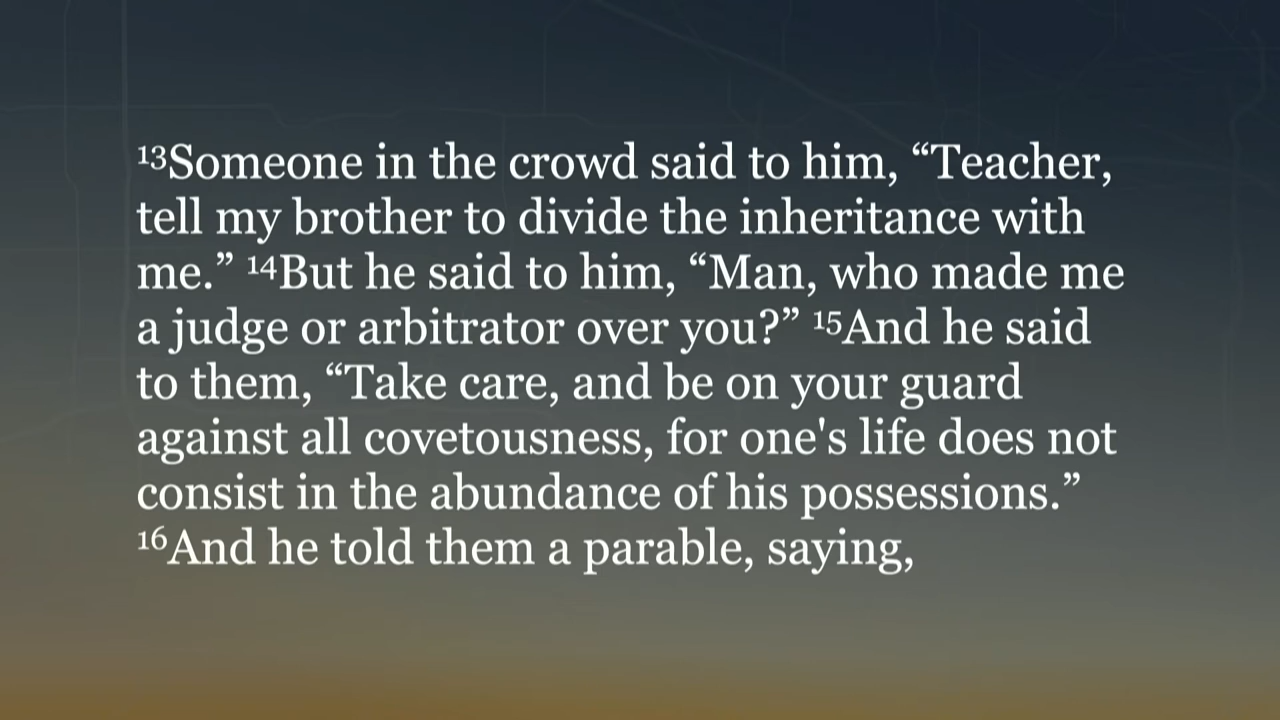 ¹³Someone in the crowd said to him, “Teacher,
tell my brother to divide the inheritance with
me.” ¹⁴But he said to him, “Man, who made me
a judge or arbitrator over you?” ¹⁵And he said
to them, “Take care, and be on your guard
against all covetousness, for one's life does not
consist in the abundance of his possessions.”
¹⁶And he told them a parable, saying,